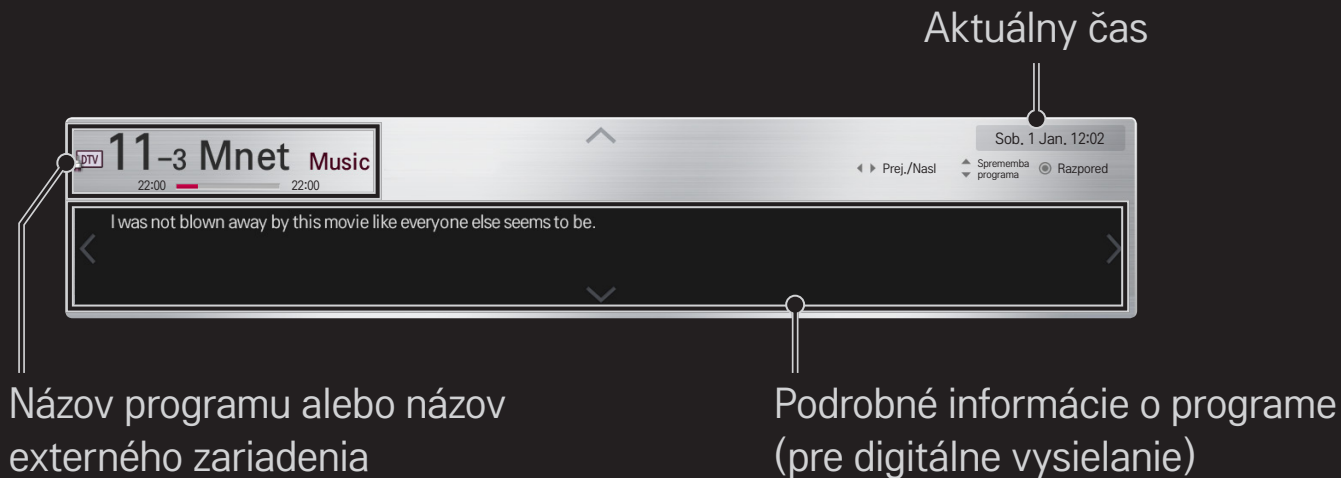 Aktuálny čas
Sob. 1 Jan. 12:02
DTV 11-3 Mnet Music
22:00 22:00
Prej./Nasl Sprememba programa Razpored
I was not blown away by this movie like everyone else seems to be.
Názov programu alebo názov
externého zariadenia
Podrobné informácie o programe
(pre digitálne vysielanie)